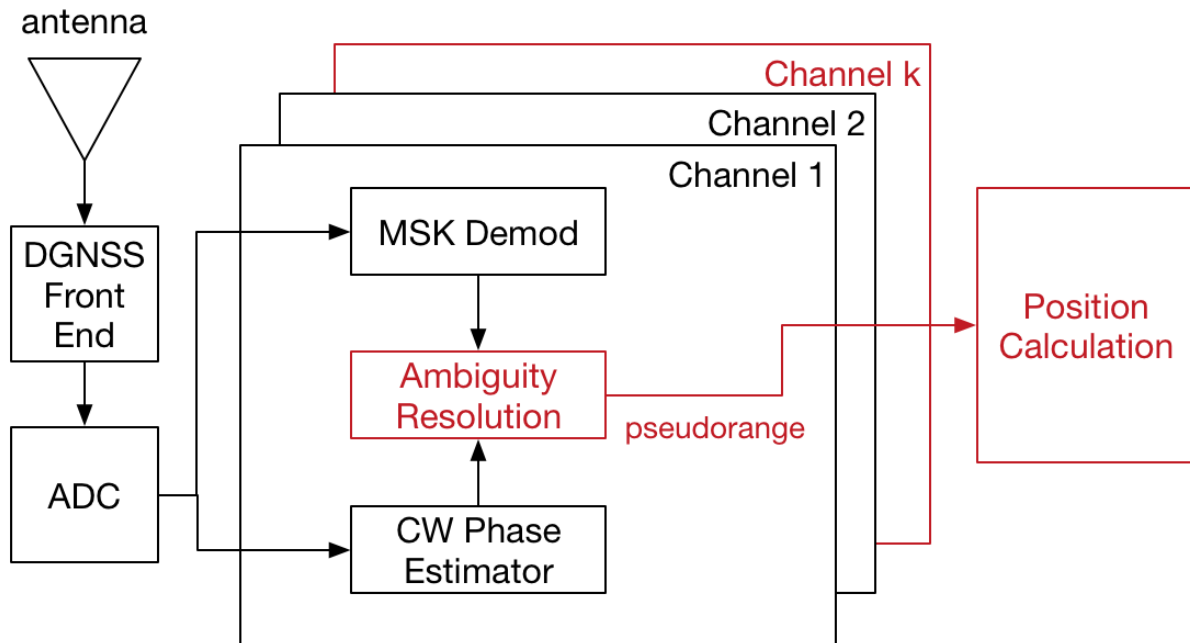 antenna
DGNSS
Front
End
ADC
Channel k
Channel 2
Channel 1
MSK Demod
Ambiguity
Resolution
pseudorange
CW Phase
Estimator
Position
Calculation